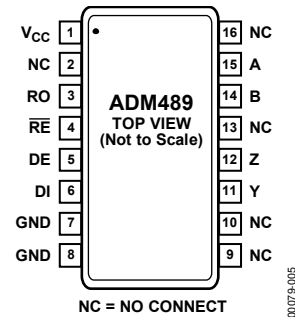 VCC 1
NC 2
RO 3
RE 4
DE 5
DI 6
GND 7
GND 8
ADM489
TOP VIEW
(Not to Scale)
16 NC
15 A
14 B
13 NC
12 Z
11 Y
10 NC
9 NC
NC = NO CONNECT
00079-005